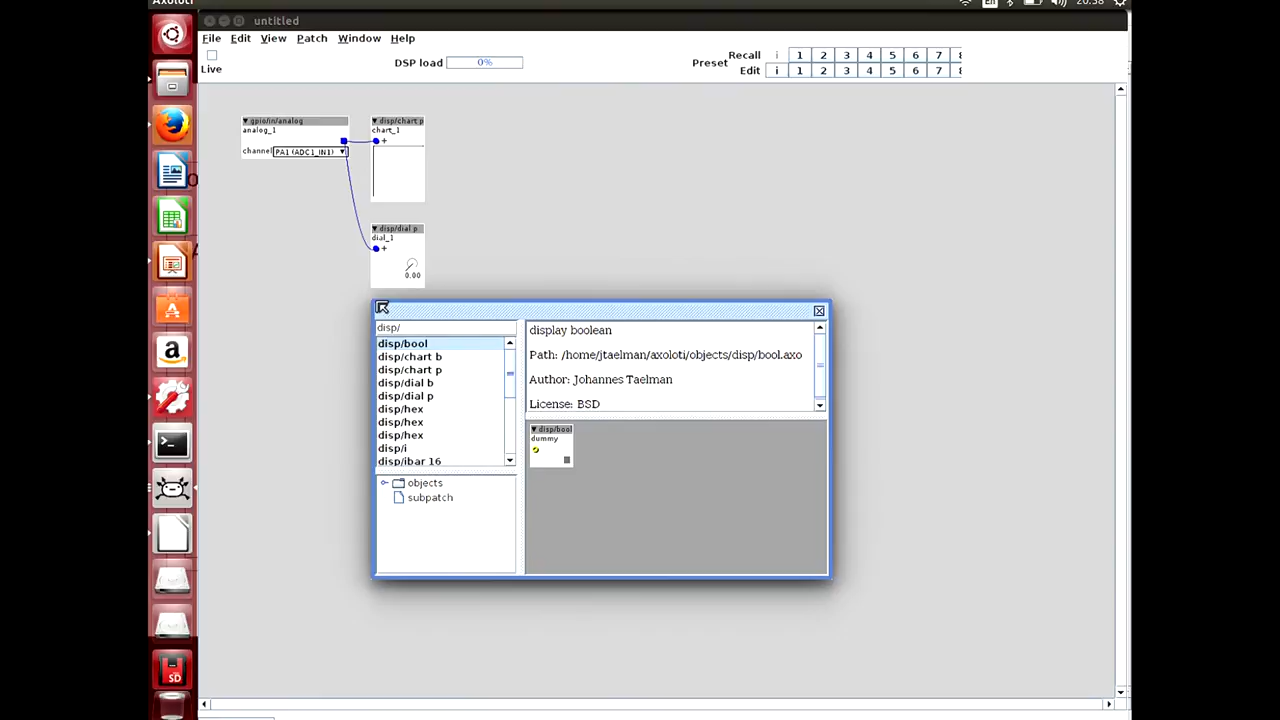 Axoloti
En
20:38
untitled
File Edit View Patch Window Help
Live
DSP load
0%
Preset
Recall i 1 2 3 4 5 6 7
Edit i 1 2 3 4 5 6 7
gpio/in/analog
analog_1
channel PA1 (ADC1_IN1)
disp/chart p
chart_1
+
disp/dial p
dial_1
+
0.00
disp/
disp/bool
disp/chart b
disp/chart p
disp/dial b
disp/dial p
disp/hex
disp/hex
disp/hex
disp/i
disp/ibar 16
objects
subpatch
display boolean
Path: /home/jtaelman/axoloti/objects/disp/bool.axo
Author: Johannes Taelman
License: BSD
disp/bool
dummy
SD